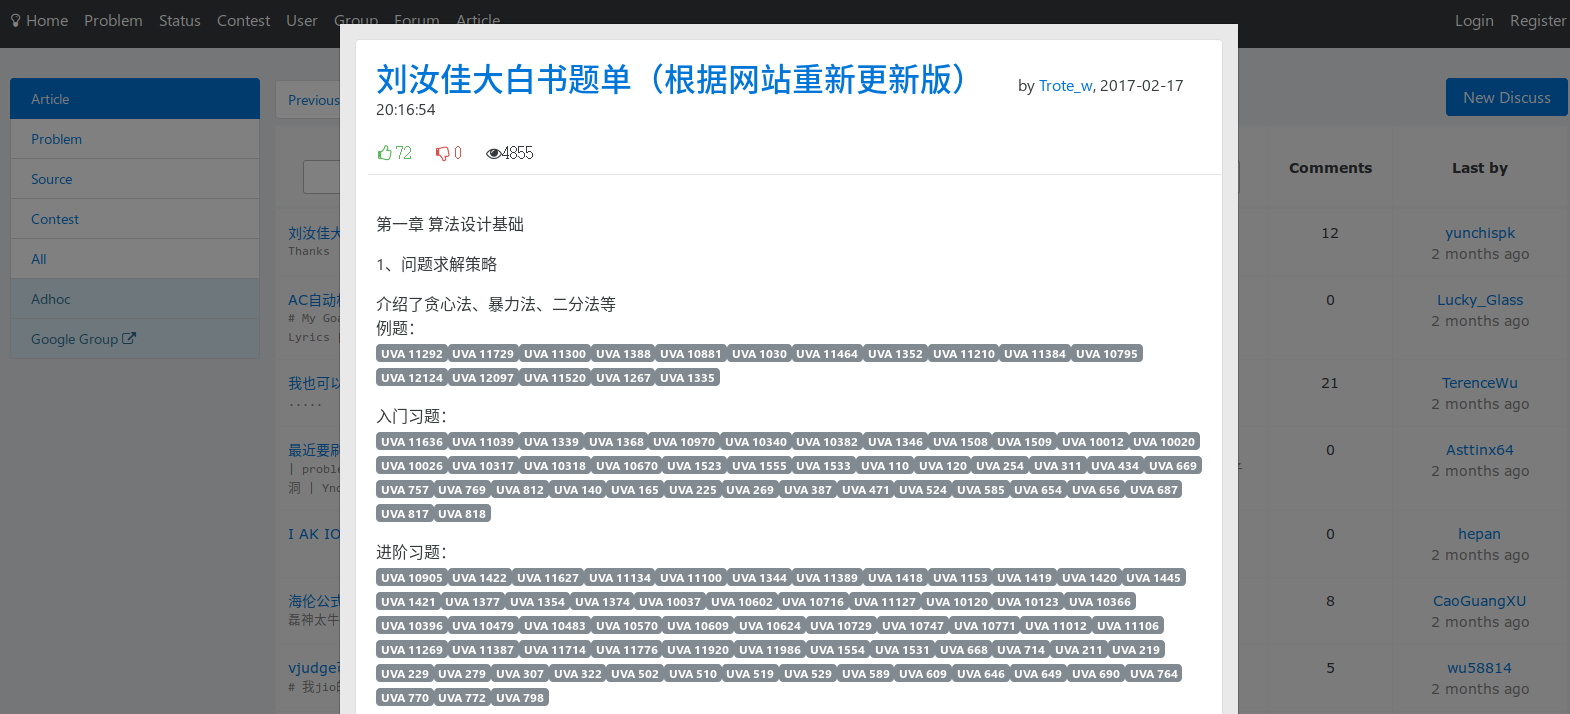 Home Problem Status Contest User Group Forum Article Login Register
Article
Problem
Source
Contest
All
Adhoc
Google Group
Previous
New Discuss
Comments Last by
刘汝佳大
Thanks
12 yunchispk
2 months ago
AC自动机
# My Goa
Lyrics |
0 Lucky_Glass
2 months ago
我也可以
·····
21 TerenceWu
2 months ago
最近要刷
| proble
洞 | Yno
0 Asttinx64
2 months ago
I AK IO
0 hepan
2 months ago
海伦公式
磊神太牛
8 CaoGuangXU
2 months ago
vjudge
# 我jio的
5 wu58814
2 months ago
刘汝佳大白书题单（根据网站重新更新版） by Trote_w, 2017-02-17
20:16:54
72 0 4855
第一章 算法设计基础
1、问题求解策略
介绍了贪心法、暴力法、二分法等
例题：
UVA 11292 UVA 11729 UVA 11300 UVA 1388 UVA 10881 UVA 1030 UVA 11464 UVA 1352 UVA 11210 UVA 11384 UVA 10795
UVA 12124 UVA 12097 UVA 11520 UVA 1267 UVA 1335
入门习题：
UVA 11636 UVA 11039 UVA 1339 UVA 1368 UVA 10970 UVA 10340 UVA 10382 UVA 1346 UVA 1508 UVA 1509 UVA 10012 UVA 10020
UVA 10026 UVA 10317 UVA 10318 UVA 10670 UVA 1523 UVA 1555 UVA 1533 UVA 110 UVA 120 UVA 254 UVA 311 UVA 434 UVA 669
UVA 757 UVA 769 UVA 812 UVA 140 UVA 165 UVA 225 UVA 269 UVA 387 UVA 471 UVA 524 UVA 585 UVA 654 UVA 656 UVA 687
UVA 817 UVA 818
进阶习题：
UVA 10905 UVA 1422 UVA 11627 UVA 11134 UVA 11100 UVA 1344 UVA 11389 UVA 1418 UVA 1153 UVA 1419 UVA 1420 UVA 1445
UVA 1421 UVA 1377 UVA 1354 UVA 1374 UVA 10037 UVA 10602 UVA 10716 UVA 11127 UVA 10120 UVA 10123 UVA 10366
UVA 10396 UVA 10479 UVA 10483 UVA 10570 UVA 10609 UVA 10624 UVA 10729 UVA 10747 UVA 10771 UVA 11012 UVA 11106
UVA 11269 UVA 11387 UVA 11714 UVA 11776 UVA 11920 UVA 11986 UVA 1554 UVA 1531 UVA 668 UVA 714 UVA 211 UVA 219
UVA 229 UVA 279 UVA 307 UVA 322 UVA 502 UVA 510 UVA 519 UVA 529 UVA 589 UVA 609 UVA 646 UVA 649 UVA 690 UVA 764
UVA 770 UVA 772 UVA 798